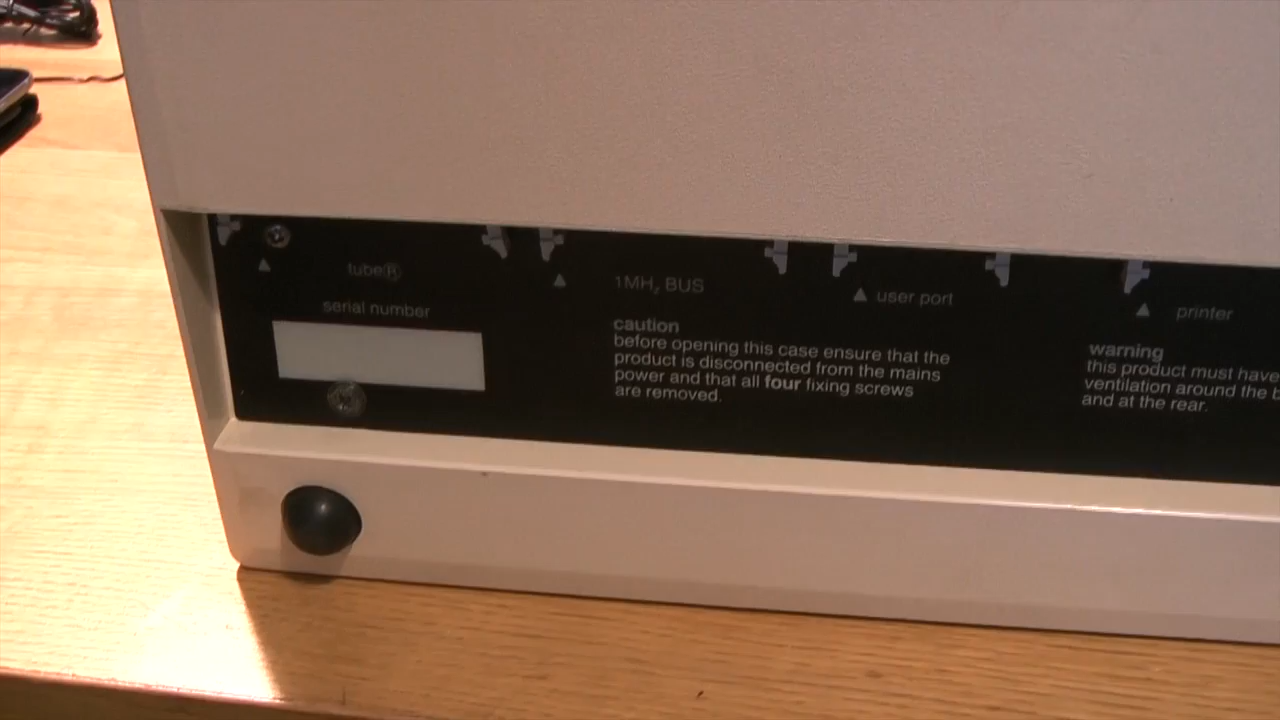 tube®
1MHz BUS
user port
printer
serial number
caution
before opening this case ensure that the
product is disconnected from the mains
power and that all four fixing screws
are removed.
warning
this product must have
ventilation around the b
and at the rear.